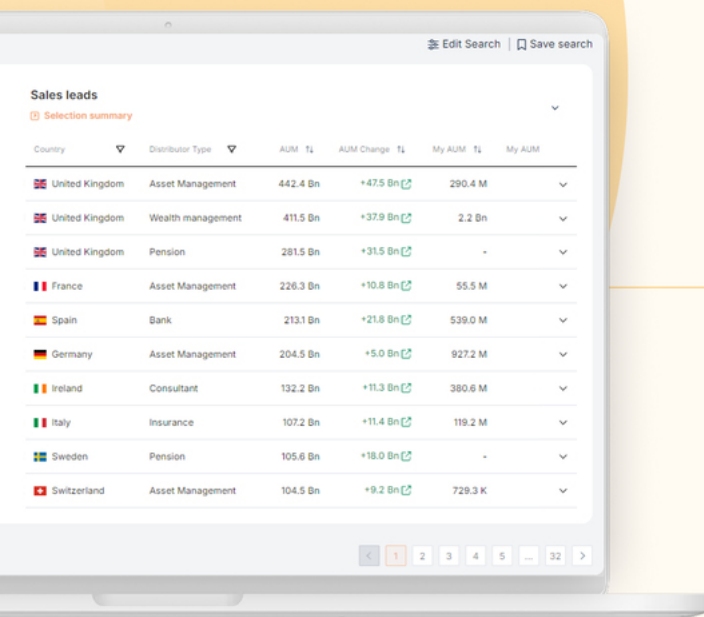 Edit Search | Save search
Sales leads
Selection summary
Country Distributor Type AUM AUM Change My AUM My AUM
United Kingdom Asset Management 442.4 Bn +47.5 Bn 290.4 M
United Kingdom Wealth management 411.5 Bn +37.9 Bn 2.2 Bn
United Kingdom Pension 281.5 Bn +31.5 Bn -
France Asset Management 226.3 Bn +10.8 Bn 55.5 M
Spain Bank 213.1 Bn +21.8 Bn 539.0 M
Germany Asset Management 204.5 Bn +5.0 Bn 927.2 M
Ireland Consultant 132.2 Bn +11.3 Bn 380.6 M
Italy Insurance 107.2 Bn +11.4 Bn 119.2 M
Sweden Pension 105.6 Bn +18.0 Bn -
Switzerland Asset Management 104.5 Bn +9.2 Bn 729.3 K
< 1 2 3 4 5 ... 32 >